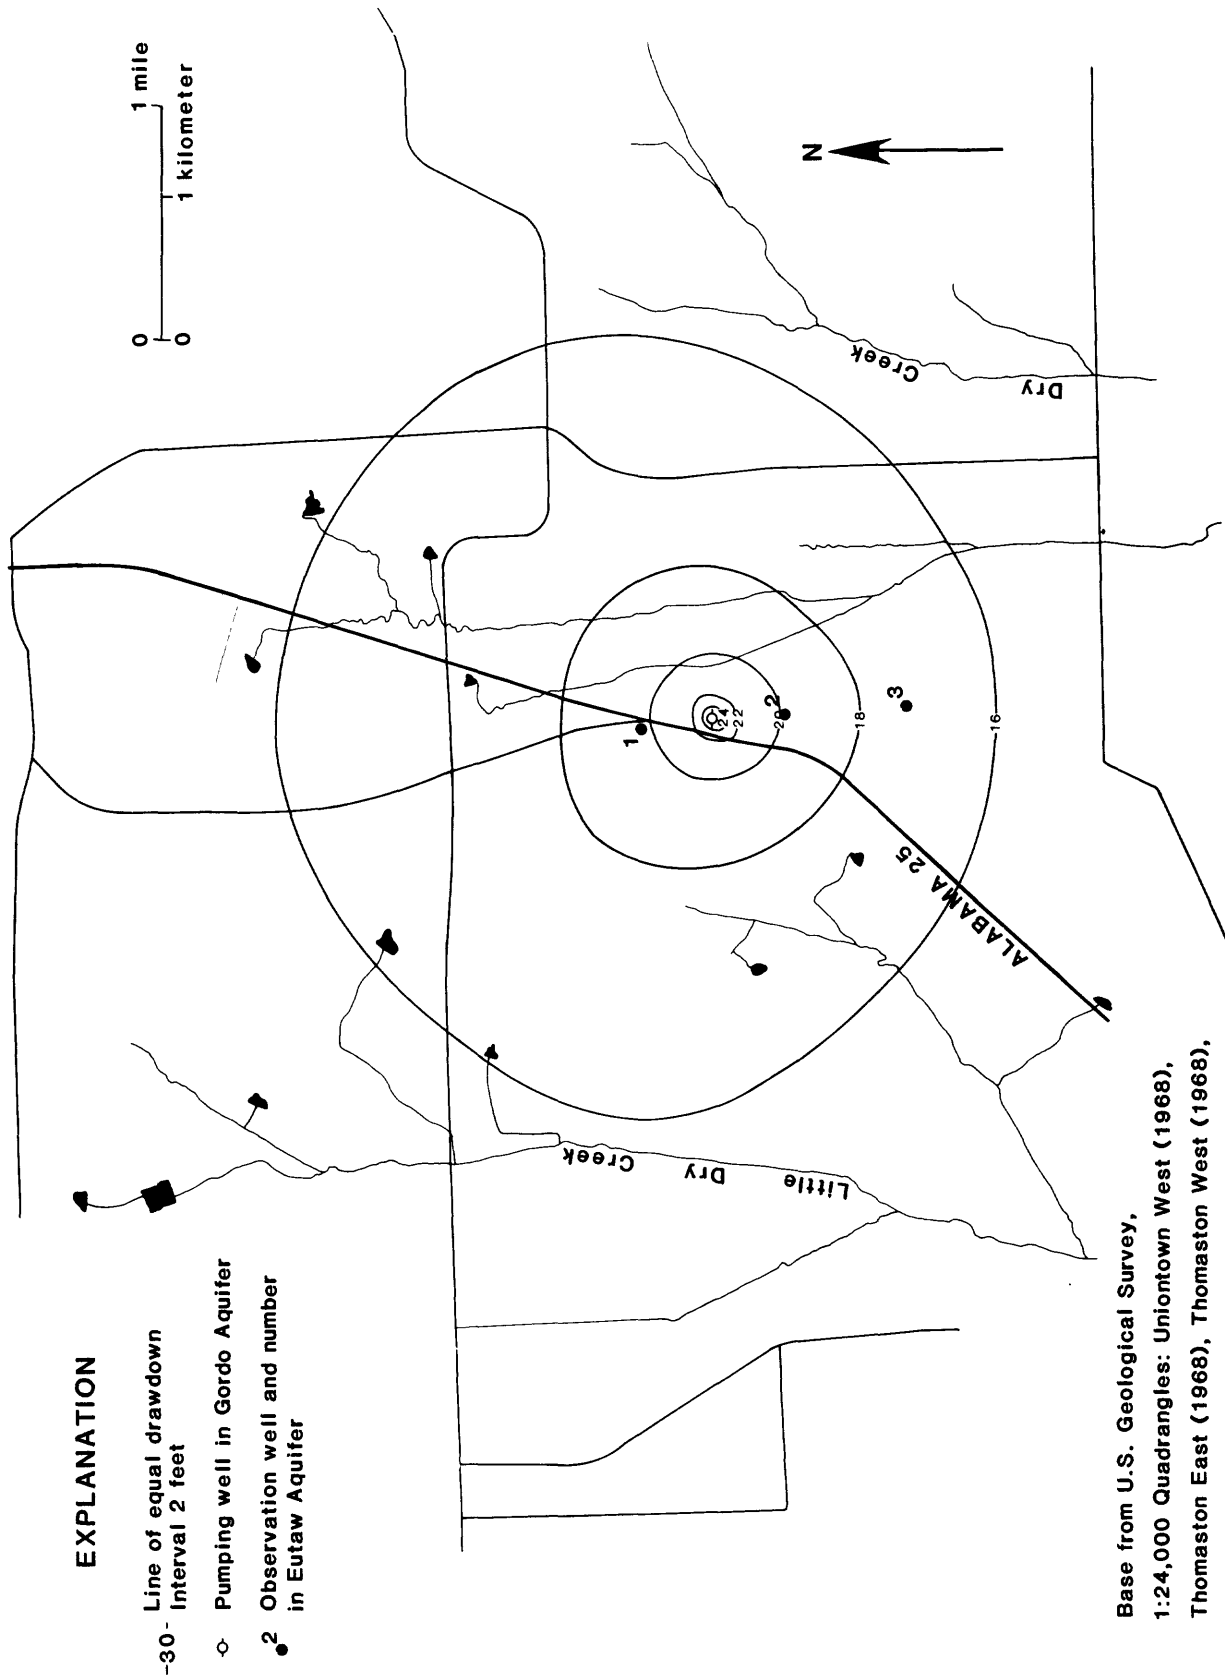 EXPLANATION
-30- Line of equal drawdown
Interval 2 feet
Pumping well in Gordo Aquifer
2 Observation well and number
in Eutaw Aquifer
0 1 mile
0 1 kilometer
N
Little Dry Creek
Dry Creek
ALABAMA 25
1
2
3
24
22
20
18
16
Base from U.S. Geological Survey,
1:24,000 Quadrangles: Uniontown West (1968),
Thomaston East (1968), Thomaston West (1968),